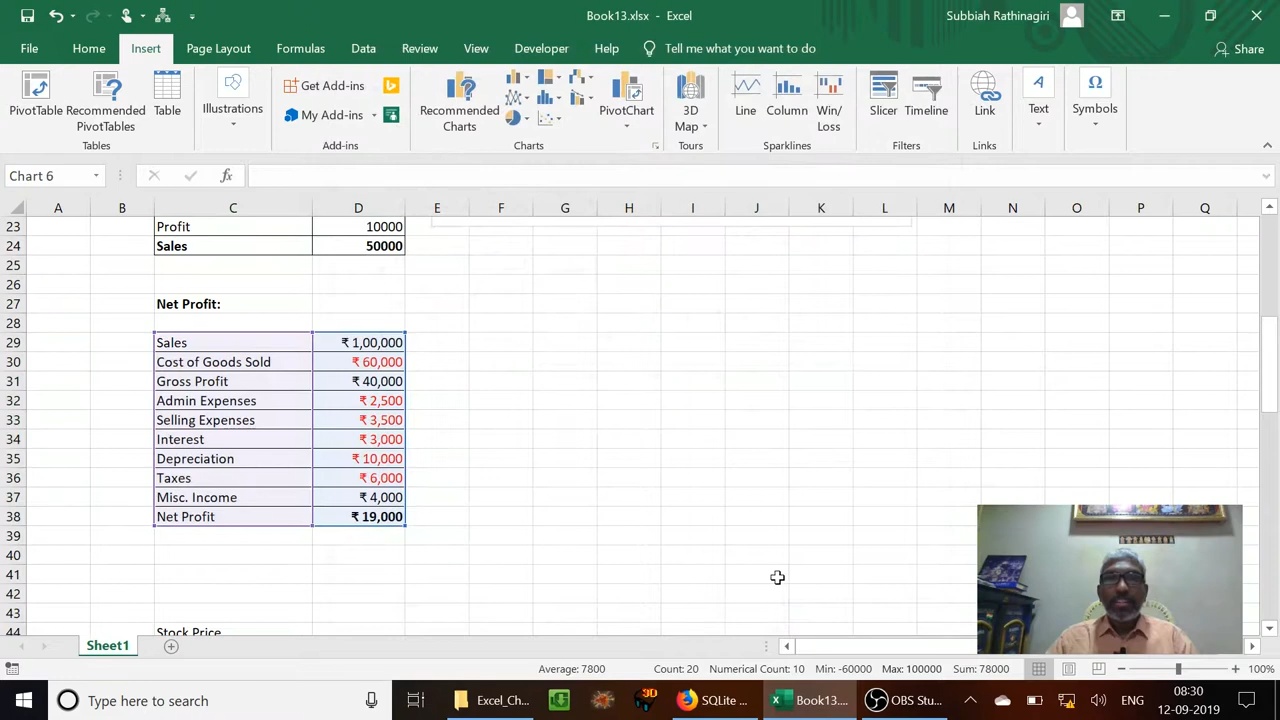 Book13.xlsx - Excel
Subbiah Rathinagiri
File Home Insert Page Layout Formulas Data Review View Developer Help Tell me what you want to do Share
PivotTable
Recommended PivotTables
Table
Tables
Illustrations
Get Add-ins
My Add-ins
Add-ins
Recommended Charts
PivotChart
Charts
3D Map
Tours
Line
Column
Win/Loss
Sparklines
Slicer
Timeline
Filters
Link
Links
Text
Symbols
Chart 6
fx
A B C D E F G H I J K L M N O P Q
23 Profit 10000
24 Sales 50000
25
26
27 Net Profit:
28
29 Sales ₹ 1,00,000
30 Cost of Goods Sold ₹ 60,000
31 Gross Profit ₹ 40,000
32 Admin Expenses ₹ 2,500
33 Selling Expenses ₹ 3,500
34 Interest ₹ 3,000
35 Depreciation ₹ 10,000
36 Taxes ₹ 6,000
37 Misc. Income ₹ 4,000
38 Net Profit ₹ 19,000
39
40
41
42
43
44 Stock Price
Sheet1
Average: 7800 Count: 20 Numerical Count: 10 Min: -60000 Max: 100000 Sum: 78000 100%
Type here to search
Excel_Ch...
3D
SQLite ...
Book13....
OBS Stu...
ENG
08:30
12-09-2019